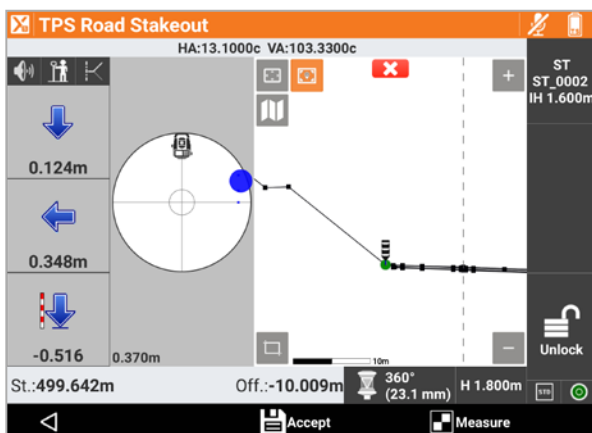 TPS Road Stakeout
HA:13.1000c VA:103.3300c
ST
ST_0002
IH 1.600m
0.124m
0.348m
-0.516
0.370m
10m
Unlock
St.:499.642m
Off.:-10.009m
360°
(23.1 mm)
H 1.800m
STD
Accept
Measure